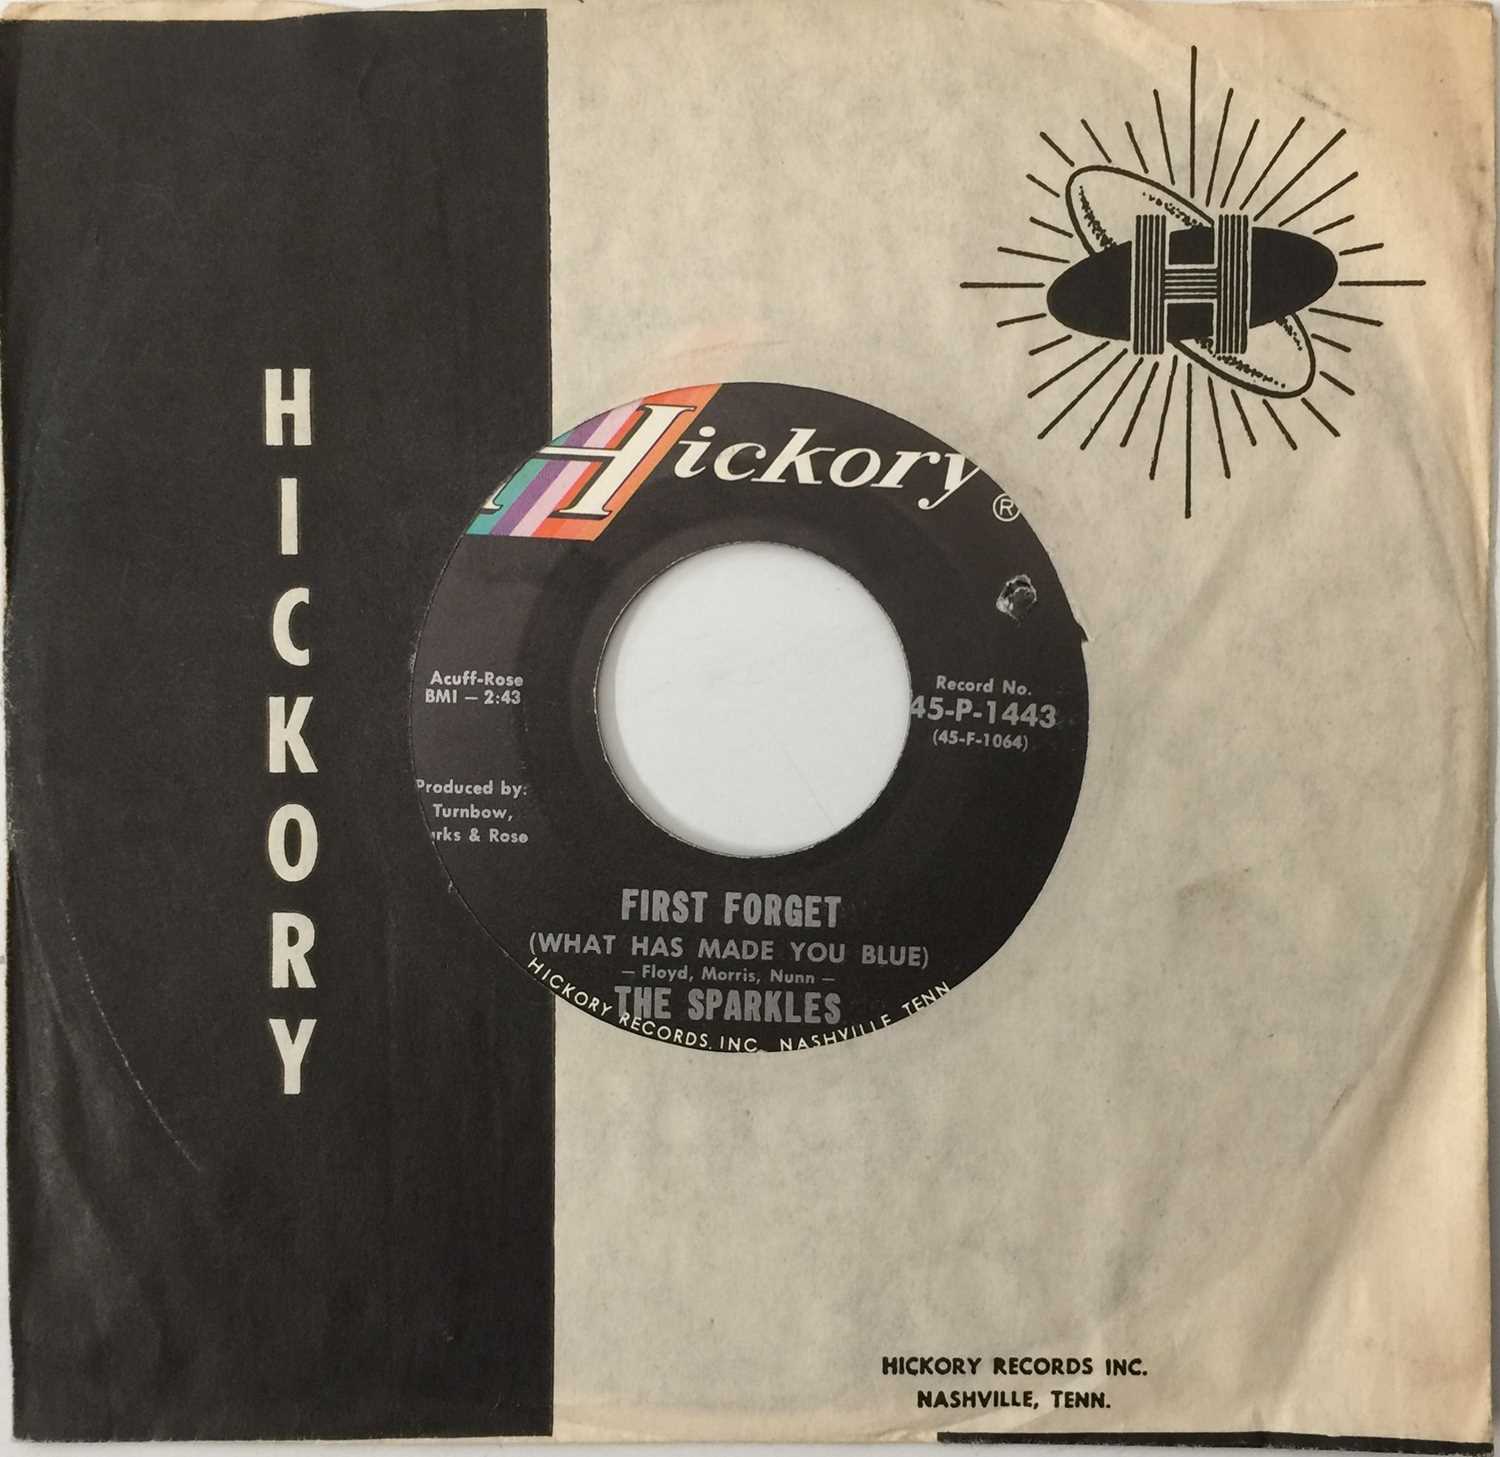 HICKORY
H
Hickory ®
Acuff-Rose
BMI — 2:43
Produced by:
Turnbow,
& Rose
Record No.
45-P-1443
(45-F-1064)
FIRST FORGET
(WHAT HAS MADE YOU BLUE)
— Floyd, Morris, Nunn —
THE SPARKLES
HICKORY RECORDS, INC. NASHVILLE TENN
HICKORY RECORDS INC.
NASHVILLE, TENN.